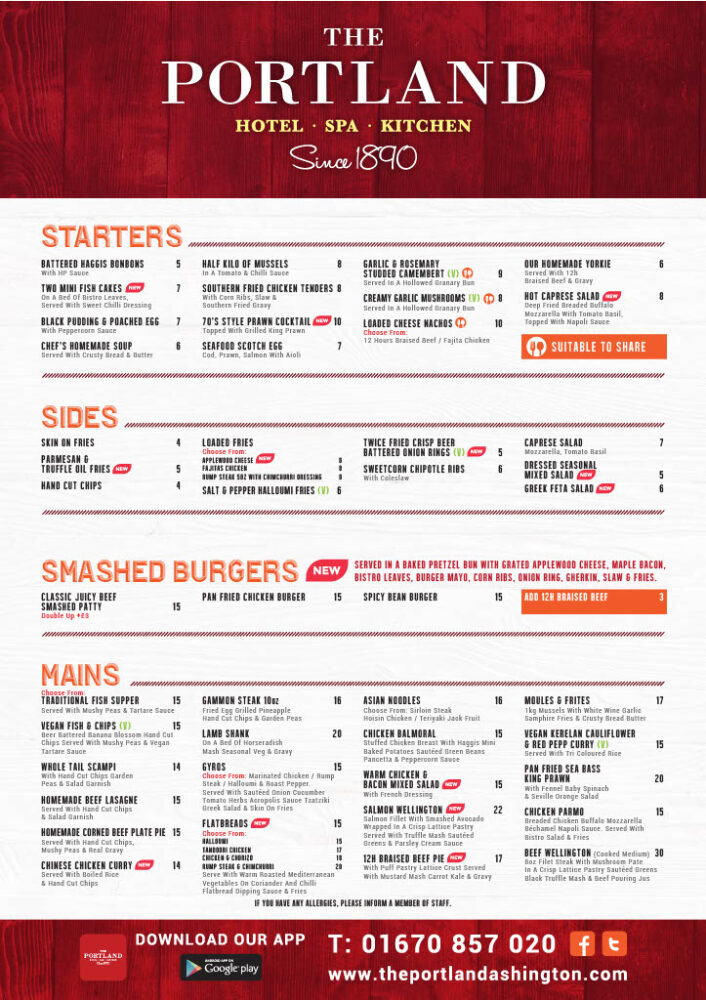 THE
PORTLAND
HOTEL · SPA · KITCHEN
Since 1890
STARTERS
BATTERED HAGGIS BONBONS 5
With HP Sauce
TWO MINI FISH CAKES NEW 7
On A Bed Of Bistro Leaves,
Served With Sweet Chilli Dressing
BLACK PUDDING & POACHED EGG 7
With Peppercorn Sauce
CHEF'S HOMEMADE SOUP 6
Served With Crusty Bread & Butter
HALF KILO OF MUSSELS 8
In A Tomato & Chilli Sauce
SOUTHERN FRIED CHICKEN TENDERS 8
With Corn Ribs, Slaw &
Southern Fried Gravy
70'S STYLE PRAWN COCKTAIL NEW 10
Topped With Grilled King Prawn
SEAFOOD SCOTCH EGG 7
Cod, Prawn, Salmon With Aioli
GARLIC & ROSEMARY
STUDDED CAMEMBERT (V) 9
Served In A Hollowed Granary Bun
CREAMY GARLIC MUSHROOMS (V) 8
Served In A Hollowed Granary Bun
LOADED CHEESE NACHOS 10
Choose From:
12 Hours Braised Beef / Fajita Chicken
OUR HOMEMADE YORKIE 6
Served With 12h
Braised Beef & Gravy
HOT CAPRESE SALAD NEW 8
Deep Fried Breaded Buffalo
Mozzarella With Tomato Basil,
Topped With Napoli Sauce
SUITABLE TO SHARE
SIDES
SKIN ON FRIES 4
PARMESAN &
TRUFFLE OIL FRIES NEW 5
HAND CUT CHIPS 4
LOADED FRIES
Choose From:
APPLEWOOD CHEESE NEW 8
FAJITAS CHICKEN 8
RUMP STEAK 5OZ WITH CHIMCHURRI DRESSING 9
SALT & PEPPER HALLOUMI FRIES (V) 6
TWICE FRIED CRISP BEER
BATTERED ONION RINGS (V) NEW 5
SWEETCORN CHIPOTLE RIBS 6
With Coleslaw
CAPRESE SALAD 7
Mozzarella, Tomato Basil
DRESSED SEASONAL
MIXED SALAD NEW 5
GREEK FETA SALAD NEW 6
SMASHED BURGERS NEW
SERVED IN A BAKED PRETZEL BUN WITH GRATED APPLEWOOD CHEESE, MAPLE BACON,
BISTRO LEAVES, BURGER MAYO, CORN RIBS, ONION RING, GHERKIN, SLAW & FRIES.
CLASSIC JUICY BEEF
SMASHED PATTY 15
Double Up +£3
PAN FRIED CHICKEN BURGER 15
SPICY BEAN BURGER 15
ADD 12H BRAISED BEEF 3
MAINS
Choose From:
TRADITIONAL FISH SUPPER 15
Served With Mushy Peas & Tartare Sauce
VEGAN FISH & CHIPS (V) 15
Beer Battered Banana Blossom Hand Cut
Chips Served With Mushy Peas & Vegan
Tartare Sauce
WHOLE TAIL SCAMPI 14
With Hand Cut Chips Garden
Peas & Salad Garnish
HOMEMADE BEEF LASAGNE 15
Served With Hand Cut Chips
& Salad Garnish
HOMEMADE CORNED BEEF PLATE PIE 15
Served With Hand Cut Chips,
Mushy Peas & Real Gravy
CHINESE CHICKEN CURRY NEW 14
Served With Boiled Rice
& Hand Cut Chips
GAMMON STEAK 10oz 16
Fried Egg Grilled Pineapple
Hand Cut Chips & Garden Peas
LAMB SHANK 20
On A Bed Of Horseradish
Mash Seasonal Veg & Gravy
GYROS 15
Choose From: Marinated Chicken / Rump
Steak / Halloumi & Roast Pepper.
Served With Sautéed Onion Cucumber
Tomato Herbs Acropolis Sauce Tzatziki
Greek Salad & Skin On Fries
FLATBREADS NEW
Choose From:
HALLOUMI 15
TANDOORI CHICKEN 17
CHICKEN & CHORIZO 18
RUMP STEAK & CHIMICHURRI 20
Serve With Warm Roasted Mediterranean
Vegetables On Coriander And Chilli
Flatbread Dipping Sauce & Fries
ASIAN NOODLES 16
Choose From: Sirloin Steak
Hoisin Chicken / Teriyaki Jack Fruit
CHICKEN BALMORAL 15
Stuffed Chicken Breast With Haggis Mini
Baked Potatoes Sautéed Green Beans
Pancetta & Peppercorn Sauce
WARM CHICKEN &
BACON MIXED SALAD NEW 15
With French Dressing
SALMON WELLINGTON NEW 22
Salmon Fillet With Smashed Avocado
Wrapped In A Crisp Lattice Pastry
Served With Truffle Mash Sautéed
Greens & Parsley Cream Sauce
12H BRAISED BEEF PIE NEW 17
With Puff Pastry Lattice Crust Served
With Mustard Mash Carrot Kale & Gravy
MOULES & FRITES 17
1kg Mussels With White Wine Garlic
Samphire Fries & Crusty Bread Butter
VEGAN KERELAN CAULIFLOWER
& RED PEPP CURRY (V) 15
Served With Tri Coloured Rice
PAN FRIED SEA BASS
KING PRAWN 20
With Fennel Baby Spinach
& Seville Orange Salad
CHICKEN PARMO 15
Breaded Chicken Buffalo Mozzarella
Béchamel Napoli Sauce. Served With
Bistro Salad & Fries
BEEF WELLINGTON (Cooked Medium) 30
8oz Filet Steak With Mushroom Pate
In A Crisp Lattice Pastry Sautéed Greens
Black Truffle Mash & Beef Pouring Jus
IF YOU HAVE ANY ALLERGIES, PLEASE INFORM A MEMBER OF STAFF.
THE
PORTLAND
DOWNLOAD OUR APP
ANDROID APP ON
Google play
T: 01670 857 020
www.theportlandashington.com